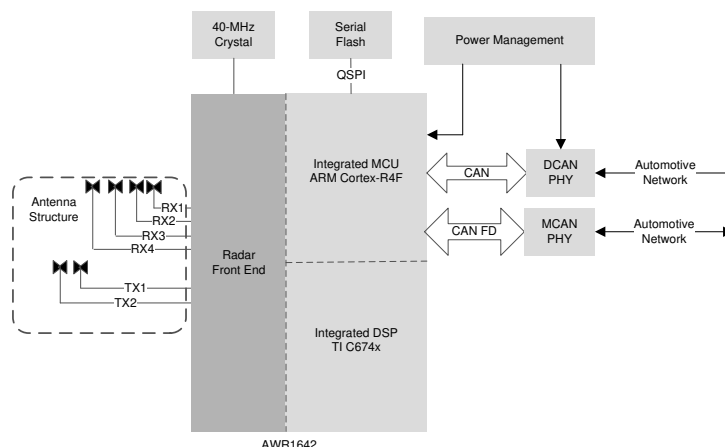 40-MHz
Crystal
Serial
Flash
Power Management
QSPI
Integrated MCU
ARM Cortex-R4F
CAN
DCAN
PHY
Automotive
Network
Antenna
Structure
RX1
RX2
RX3
RX4
Radar
Front End
CAN FD
MCAN
PHY
Automotive
Network
TX1
TX2
Integrated DSP
TI C674x
AWR1642